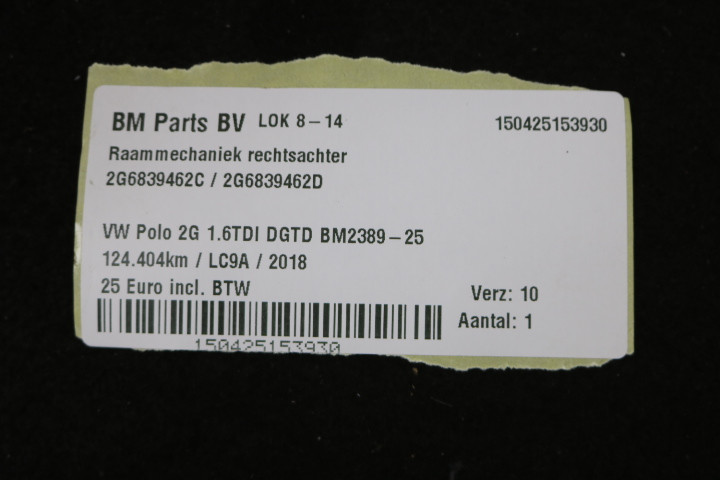 BM Parts BV LOK 8-14 150425153930
Raammechaniek rechtsachter
2G6839462C / 2G6839462D
VW Polo 2G 1.6TDI DGTD BM2389-25
124.404km / LC9A / 2018
25 Euro incl. BTW
Verz: 10
Aantal: 1
150425153930